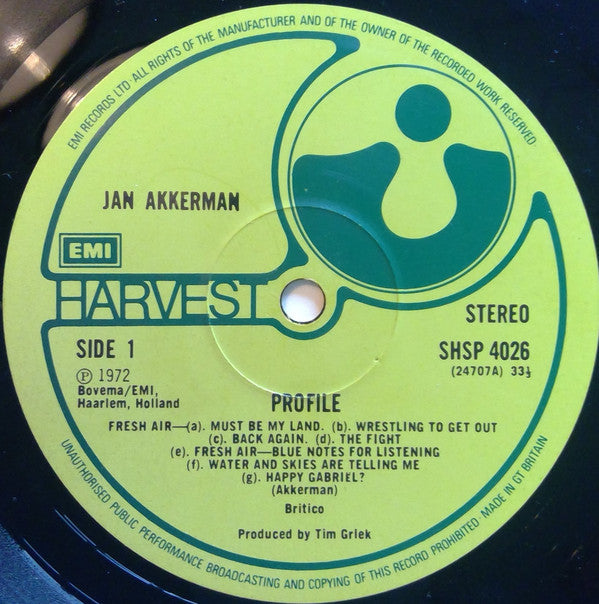 EMI RECORDS LTD ALL RIGHTS OF THE MANUFACTURER AND OF THE OWNER OF THE RECORDED WORK RESERVED
JAN AKKERMAN
EMI
HARVEST
STEREO
SIDE 1
SHSP 4026
(24707A) 33⅓
Ⓟ 1972
Bovema/EMI,
Haarlem, Holland
PROFILE
FRESH AIR—(a). MUST BE MY LAND. (b). WRESTLING TO GET OUT
(c). BACK AGAIN. (d). THE FIGHT
(e). FRESH AIR—BLUE NOTES FOR LISTENING
(f). WATER AND SKIES ARE TELLING ME
(g). HAPPY GABRIEL?
(Akkerman)
Britico
Produced by Tim Griek
UNAUTHORISED PUBLIC PERFORMANCE BROADCASTING AND COPYING OF THIS RECORD PROHIBITED MADE IN GT BRITAIN